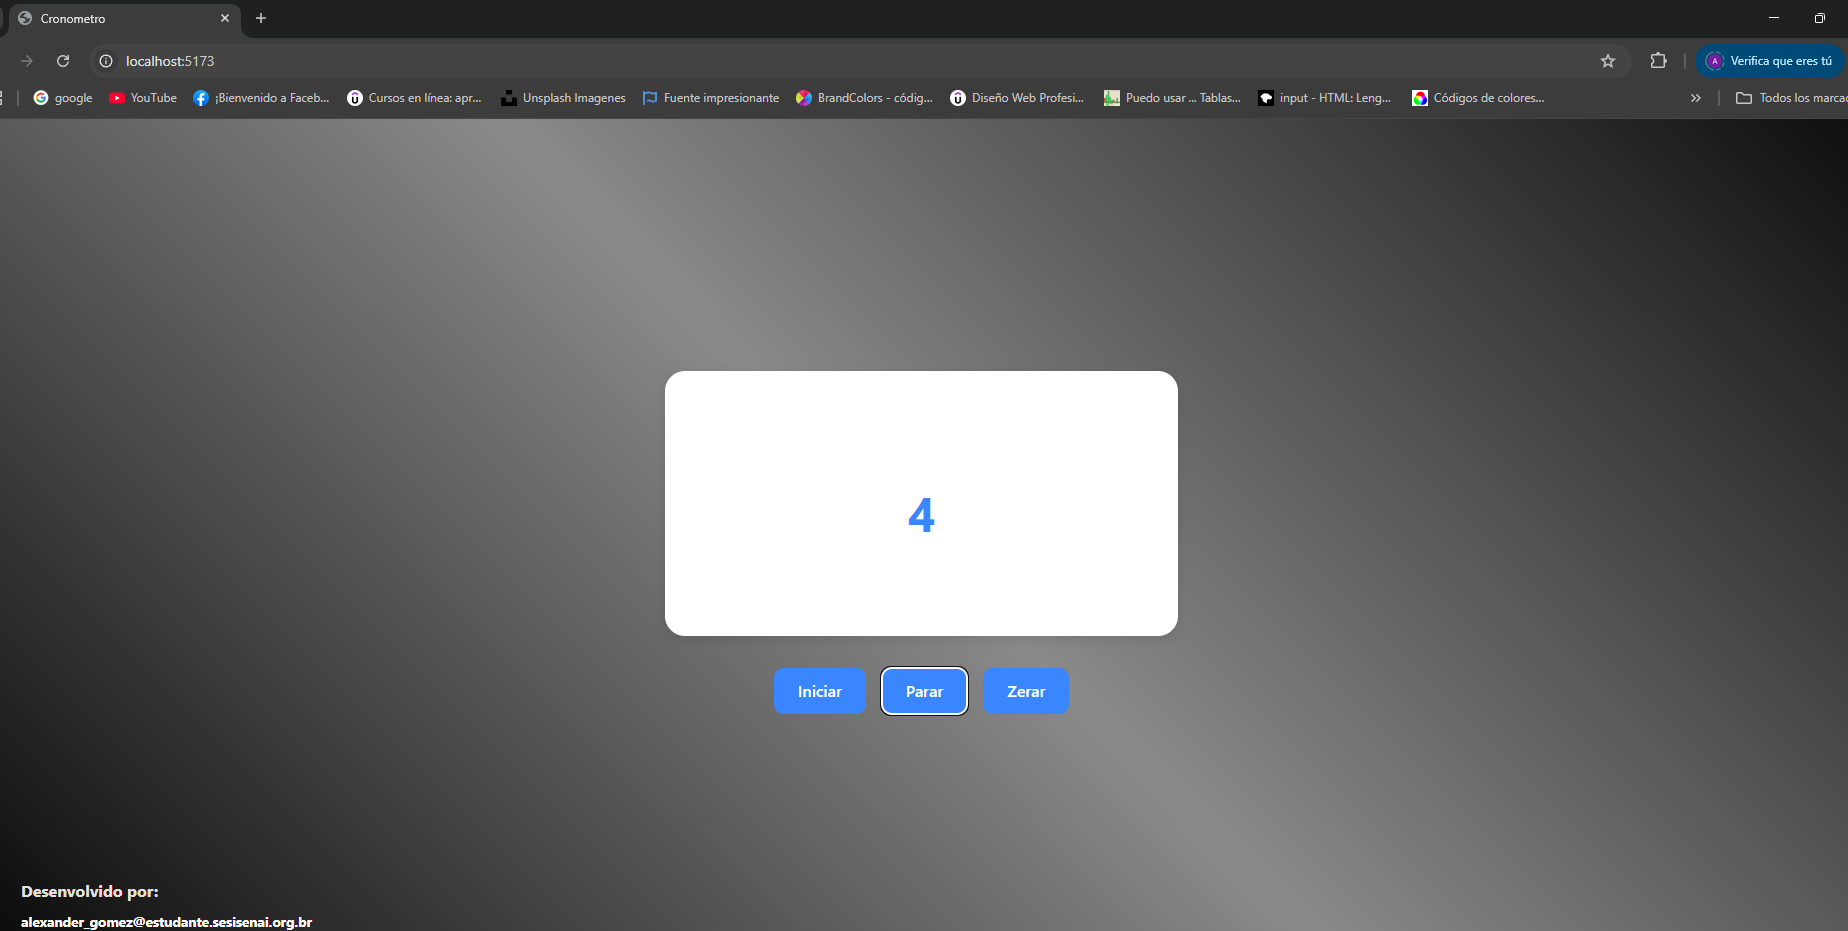 Cronometro
localhost:5173
Verifica que eres tú
google
YouTube
¡Bienvenido a Faceb...
Cursos en línea: apr...
Unsplash Imagenes
Fuente impresionante
BrandColors - códig...
Diseño Web Profesi...
Puedo usar ... Tablas...
input - HTML: Leng...
Códigos de colores...
Todos los marca
4
Iniciar
Parar
Zerar
Desenvolvido por:
alexander_gomez@estudante.sesisenai.org.br